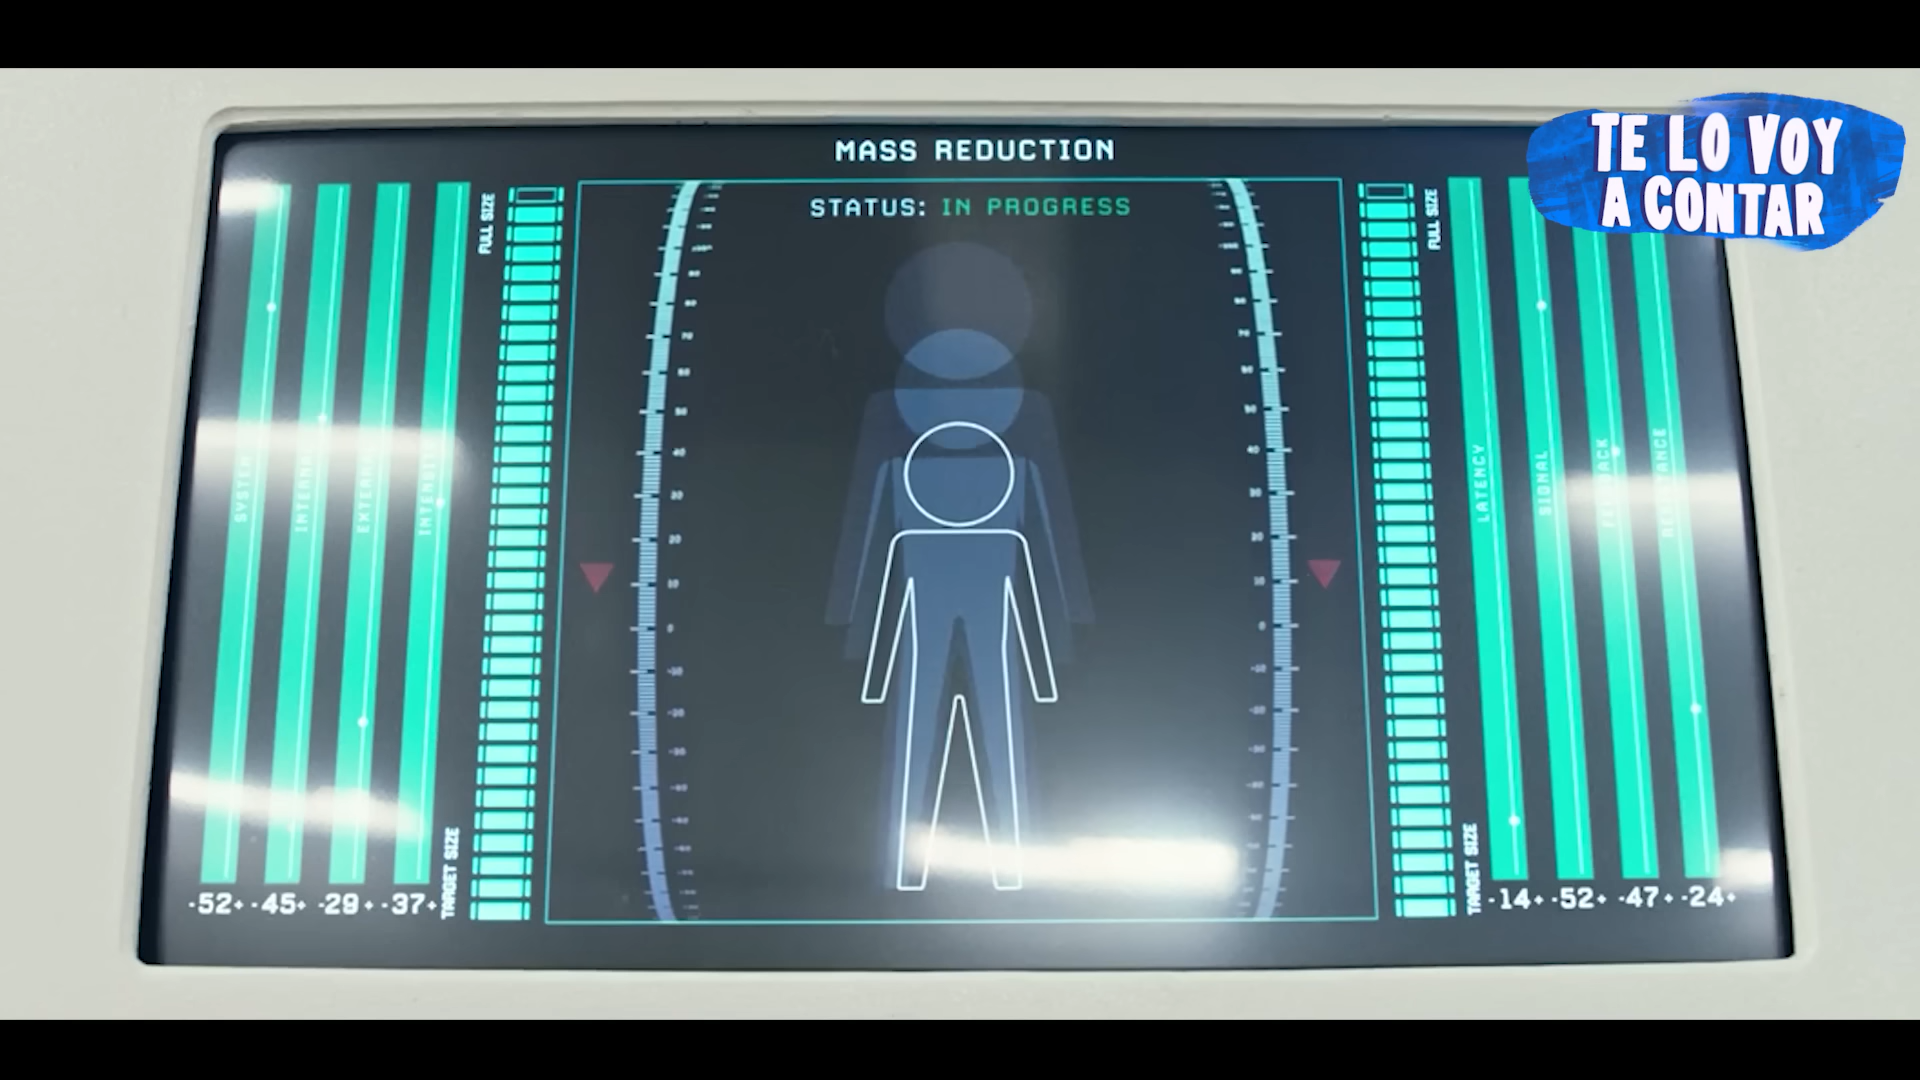 MASS REDUCTION
TE LO VOY
A CONTAR
STATUS: IN PROGRESS
FULL SIZE
FULL SIZE
SYSTEM
INTENSITY
LATENCY
SIGNAL
TARGET SIZE
TARGET SIZE
-52+ -45+ -29+ -37+
-14+ -52+ -47+ -24+